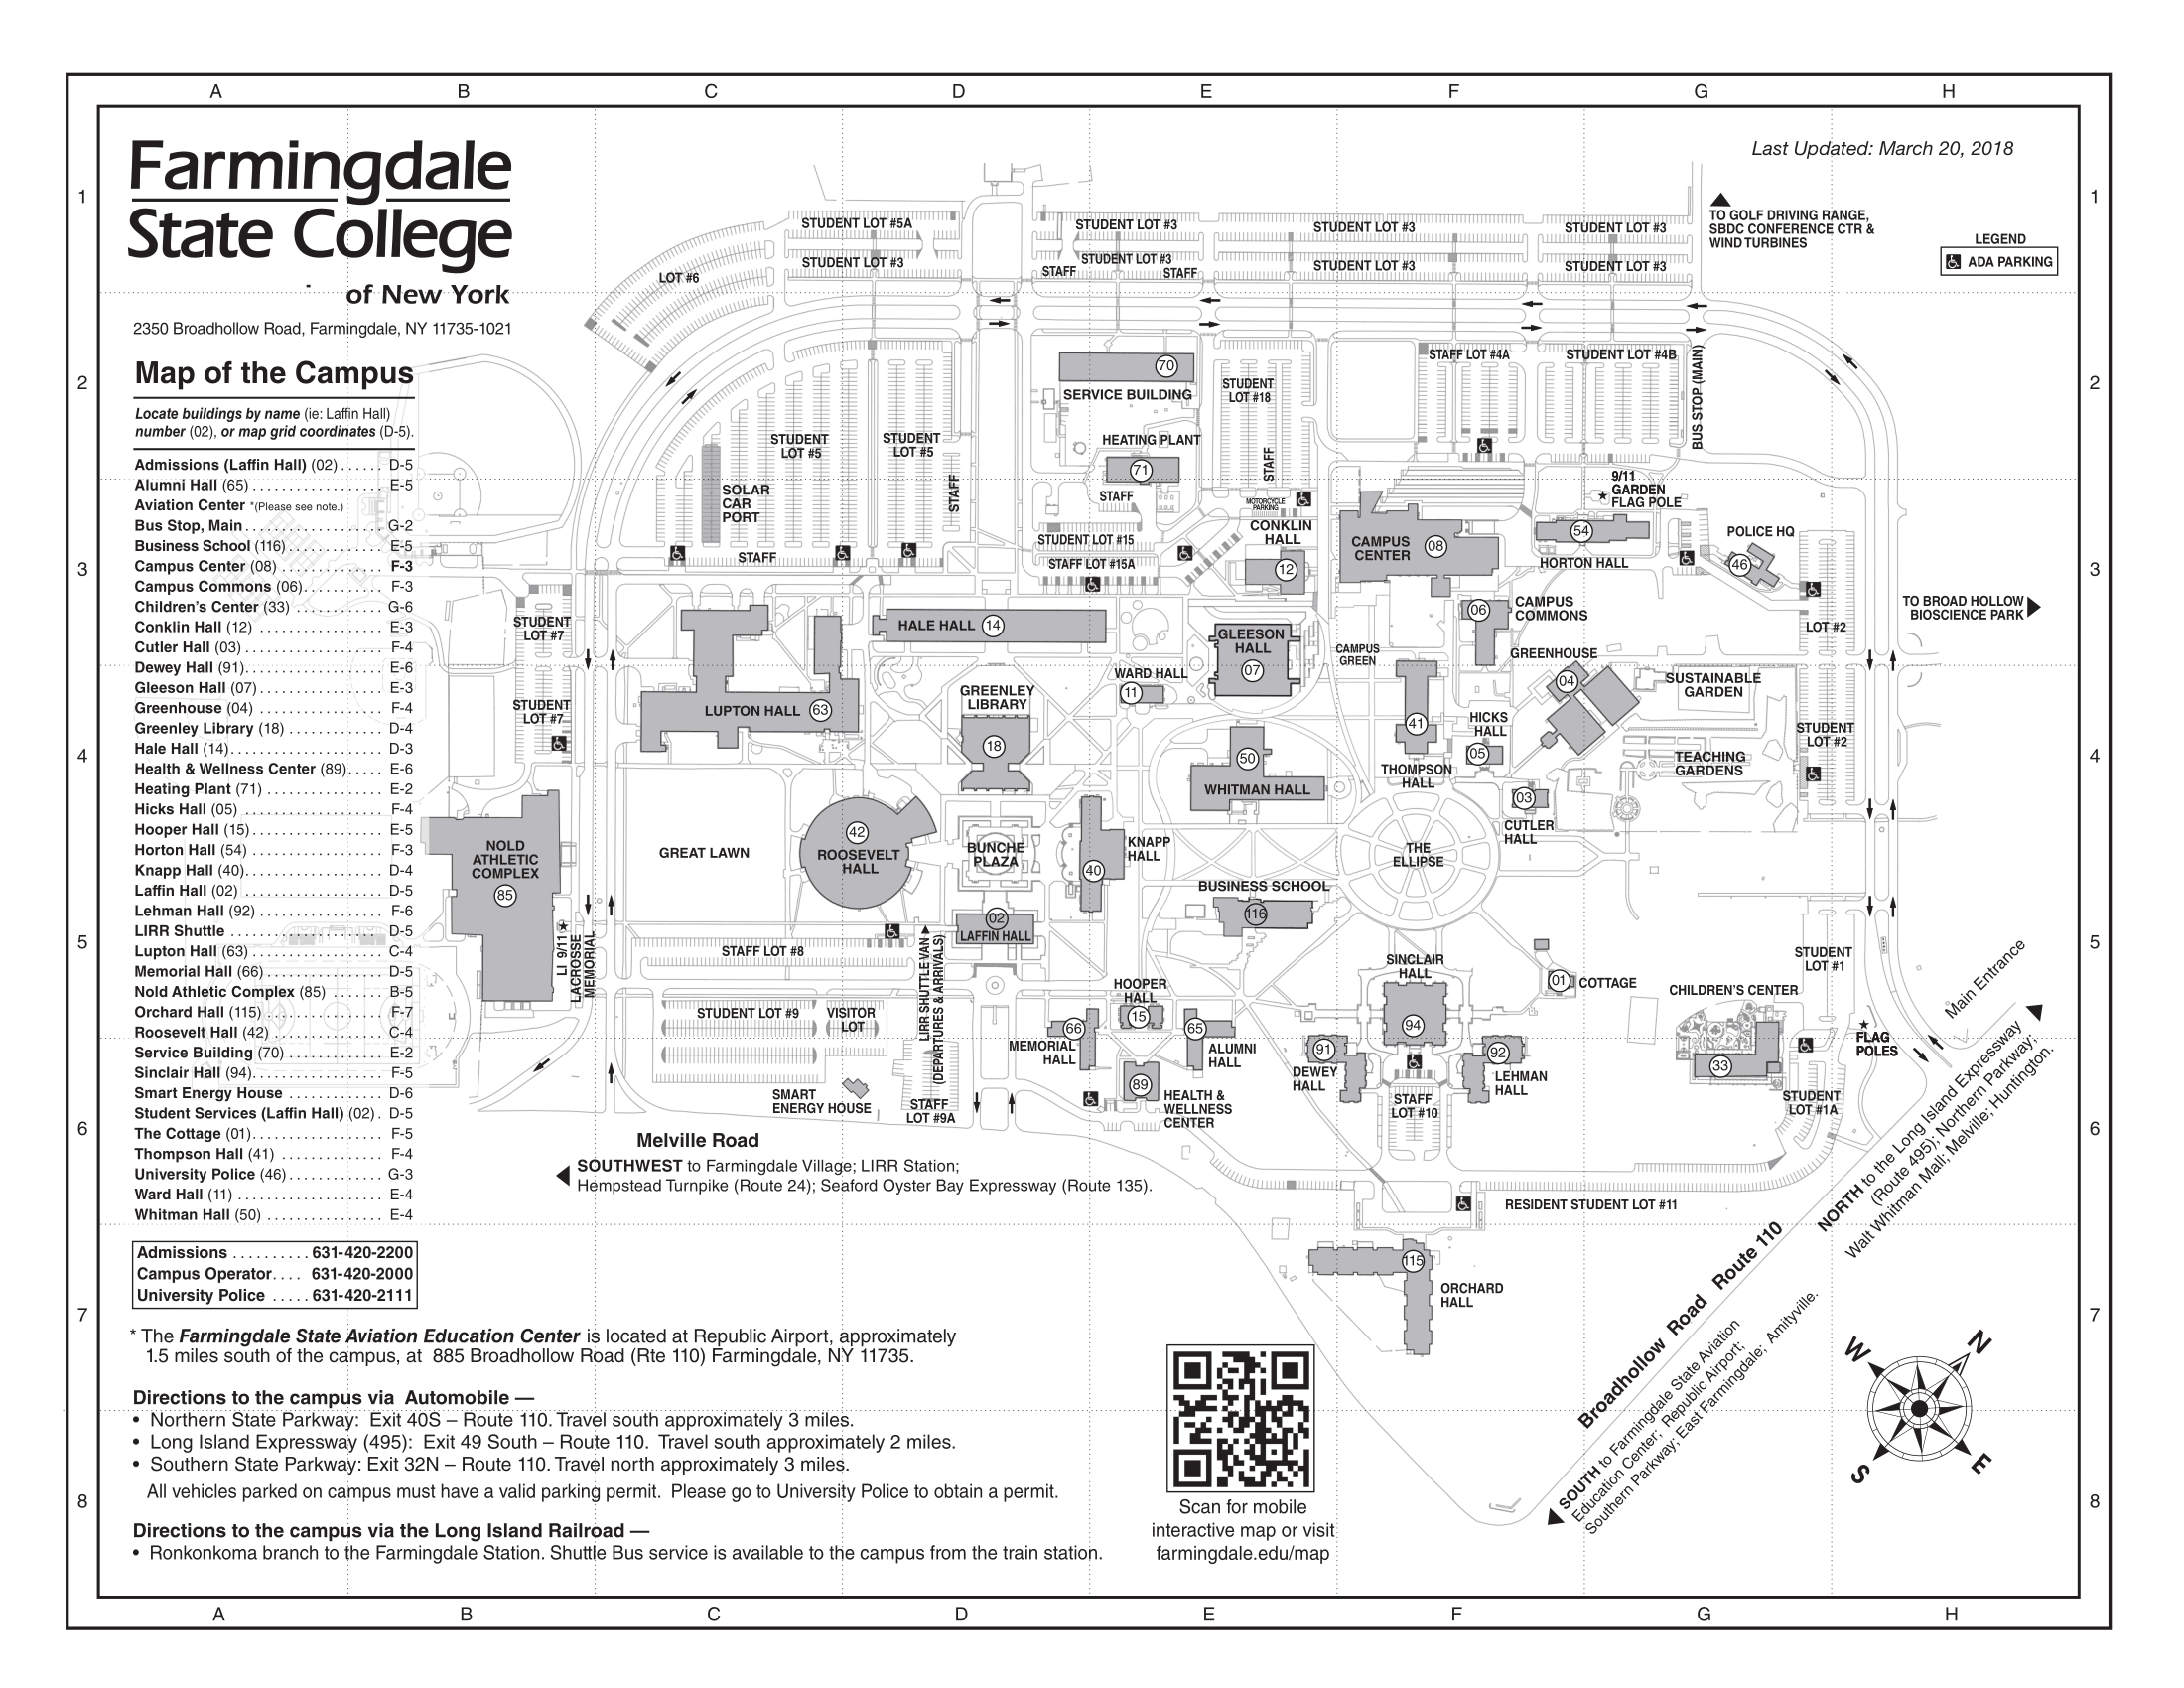 A B C D E F G H
Farmingdale
State College
of New York
2350 Broadhollow Road, Farmingdale, NY 11735-1021
Map of the Campus
Locate buildings by name (ie: Laffin Hall)
number (02), or map grid coordinates (D-5).
Admissions (Laffin Hall) (02) . . . . . . D-5
Alumni Hall (65) . . . . . . . . . . . . . . . . . E-5
Aviation Center *(Please see note.)
Bus Stop, Main . . . . . . . . . . . . . . . . . . G-2
Business School (116) . . . . . . . . . . . . E-5
Campus Center (08) . . . . . . . . . . . . . . F-3
Campus Commons (06) . . . . . . . . . . . F-3
Children's Center (33) . . . . . . . . . . . . G-6
Conklin Hall (12) . . . . . . . . . . . . . . . . E-3
Cutler Hall (03) . . . . . . . . . . . . . . . . . . F-4
Dewey Hall (91) . . . . . . . . . . . . . . . . . . E-6
Gleeson Hall (07) . . . . . . . . . . . . . . . . E-3
Greenhouse (04) . . . . . . . . . . . . . . . . . F-4
Greenley Library (18) . . . . . . . . . . . . . D-4
Hale Hall (14) . . . . . . . . . . . . . . . . . . . D-3
Health & Wellness Center (89) . . . . . E-6
Heating Plant (71) . . . . . . . . . . . . . . . E-2
Hicks Hall (05) . . . . . . . . . . . . . . . . . . F-4
Hooper Hall (15) . . . . . . . . . . . . . . . . . E-5
Horton Hall (54) . . . . . . . . . . . . . . . . . F-3
Knapp Hall (40) . . . . . . . . . . . . . . . . . . D-4
Laffin Hall (02) . . . . . . . . . . . . . . . . . . D-5
Lehman Hall (92) . . . . . . . . . . . . . . . . F-6
LIRR Shuttle . . . . . . . . . . . . . . . . . . . . D-5
Lupton Hall (63) . . . . . . . . . . . . . . . . . C-4
Memorial Hall (66) . . . . . . . . . . . . . . . D-5
Nold Athletic Complex (85) . . . . . . . B-5
Orchard Hall (115) . . . . . . . . . . . . . . . F-7
Roosevelt Hall (42) . . . . . . . . . . . . . . . C-4
Service Building (70) . . . . . . . . . . . . . E-2
Sinclair Hall (94) . . . . . . . . . . . . . . . . . F-5
Smart Energy House . . . . . . . . . . . . . D-6
Student Services (Laffin Hall) (02) . D-5
The Cottage (01) . . . . . . . . . . . . . . . . . F-5
Thompson Hall (41) . . . . . . . . . . . . . . F-4
University Police (46) . . . . . . . . . . . . . G-3
Ward Hall (11) . . . . . . . . . . . . . . . . . . . E-4
Whitman Hall (50) . . . . . . . . . . . . . . . E-4
Admissions . . . . . . . . . . 631-420-2200
Campus Operator . . . . 631-420-2000
University Police . . . . . 631-420-2111
* The Farmingdale State Aviation Education Center is located at Republic Airport, approximately
1.5 miles south of the campus, at 885 Broadhollow Road (Rte 110) Farmingdale, NY 11735.
Directions to the campus via Automobile —
• Northern State Parkway: Exit 40S – Route 110. Travel south approximately 3 miles.
• Long Island Expressway (495): Exit 49 South – Route 110. Travel south approximately 2 miles.
• Southern State Parkway: Exit 32N – Route 110. Travel north approximately 3 miles.
All vehicles parked on campus must have a valid parking permit. Please go to University Police to obtain a permit.
Directions to the campus via the Long Island Railroad —
• Ronkonkoma branch to the Farmingdale Station. Shuttle Bus service is available to the campus from the train station.
Last Updated: March 20, 2018
TO GOLF DRIVING RANGE,
SBDC CONFERENCE CTR &
WIND TURBINES
LEGEND
ADA PARKING
STUDENT LOT #5A
STUDENT LOT #3
STUDENT LOT #3
STUDENT LOT #3
LOT #6
STUDENT LOT #3
STAFF
STUDENT LOT #3
STAFF
STUDENT LOT #3
STUDENT LOT #3
70
SERVICE BUILDING
STUDENT
LOT #18
STAFF LOT #4A
STUDENT LOT #4B
BUS STOP (MAIN)
STUDENT
LOT #5
STUDENT
LOT #5
STAFF
HEATING PLANT
71
STAFF
STAFF
SOLAR
CAR
PORT
STAFF
MOTORCYCLE
PARKING
CONKLIN
HALL
12
STUDENT LOT #15
STAFF LOT #15A
CAMPUS
CENTER
08
9/11
GARDEN
FLAG POLE
54
HORTON HALL
POLICE HQ
46
LOT #2
TO BROAD HOLLOW
BIOSCIENCE PARK
STUDENT
LOT #7
STUDENT
LOT #7
HALE HALL 14
06
CAMPUS
COMMONS
GLEESON
HALL
07
CAMPUS
GREEN
GREENHOUSE
04
WARD HALL
11
LUPTON HALL 63
GREENLEY
LIBRARY
18
SUSTAINABLE
GARDEN
STUDENT
LOT #2
TEACHING
GARDENS
41
THOMPSON
HALL
HICKS
HALL
05
50
WHITMAN HALL
03
CUTLER
HALL
NOLD
ATHLETIC
COMPLEX
85
GREAT LAWN
42
ROOSEVELT
HALL
BUNCHE
PLAZA
KNAPP
HALL
40
THE
ELLIPSE
BUSINESS SCHOOL
116
02
LAFFIN HALL
LI 9/11
LACROSSE
MEMORIAL
STAFF LOT #8
LIRR SHUTTLE VAN
(DEPARTURES & ARRIVALS)
SINCLAIR
HALL
94
01
COTTAGE
STUDENT
LOT #1
CHILDREN'S CENTER
33
Main Entrance
STUDENT LOT #9
VISITOR
LOT
HOOPER
HALL
15
66
MEMORIAL
HALL
65
ALUMNI
HALL
91
DEWEY
HALL
92
LEHMAN
HALL
FLAG
POLES
STUDENT
LOT #1A
SMART
ENERGY HOUSE
STAFF
LOT #9A
89
HEALTH &
WELLNESS
CENTER
STAFF
LOT #10
Melville Road
SOUTHWEST to Farmingdale Village; LIRR Station;
Hempstead Turnpike (Route 24); Seaford Oyster Bay Expressway (Route 135).
RESIDENT STUDENT LOT #11
115
ORCHARD
HALL
Broadhollow Road Route 110
NORTH to the Long Island Expressway
(Route 495); Northern Parkway;
Walt Whitman Mall; Melville; Huntington.
SOUTH to Farmingdale State Aviation
Education Center; Republic Airport;
Southern Parkway; East Farmingdale; Amityville.
N
W
E
S
Scan for mobile
interactive map or visit
farmingdale.edu/map
1
2
3
4
5
6
7
8
1
2
3
4
5
6
7
8
A B C D E F G H